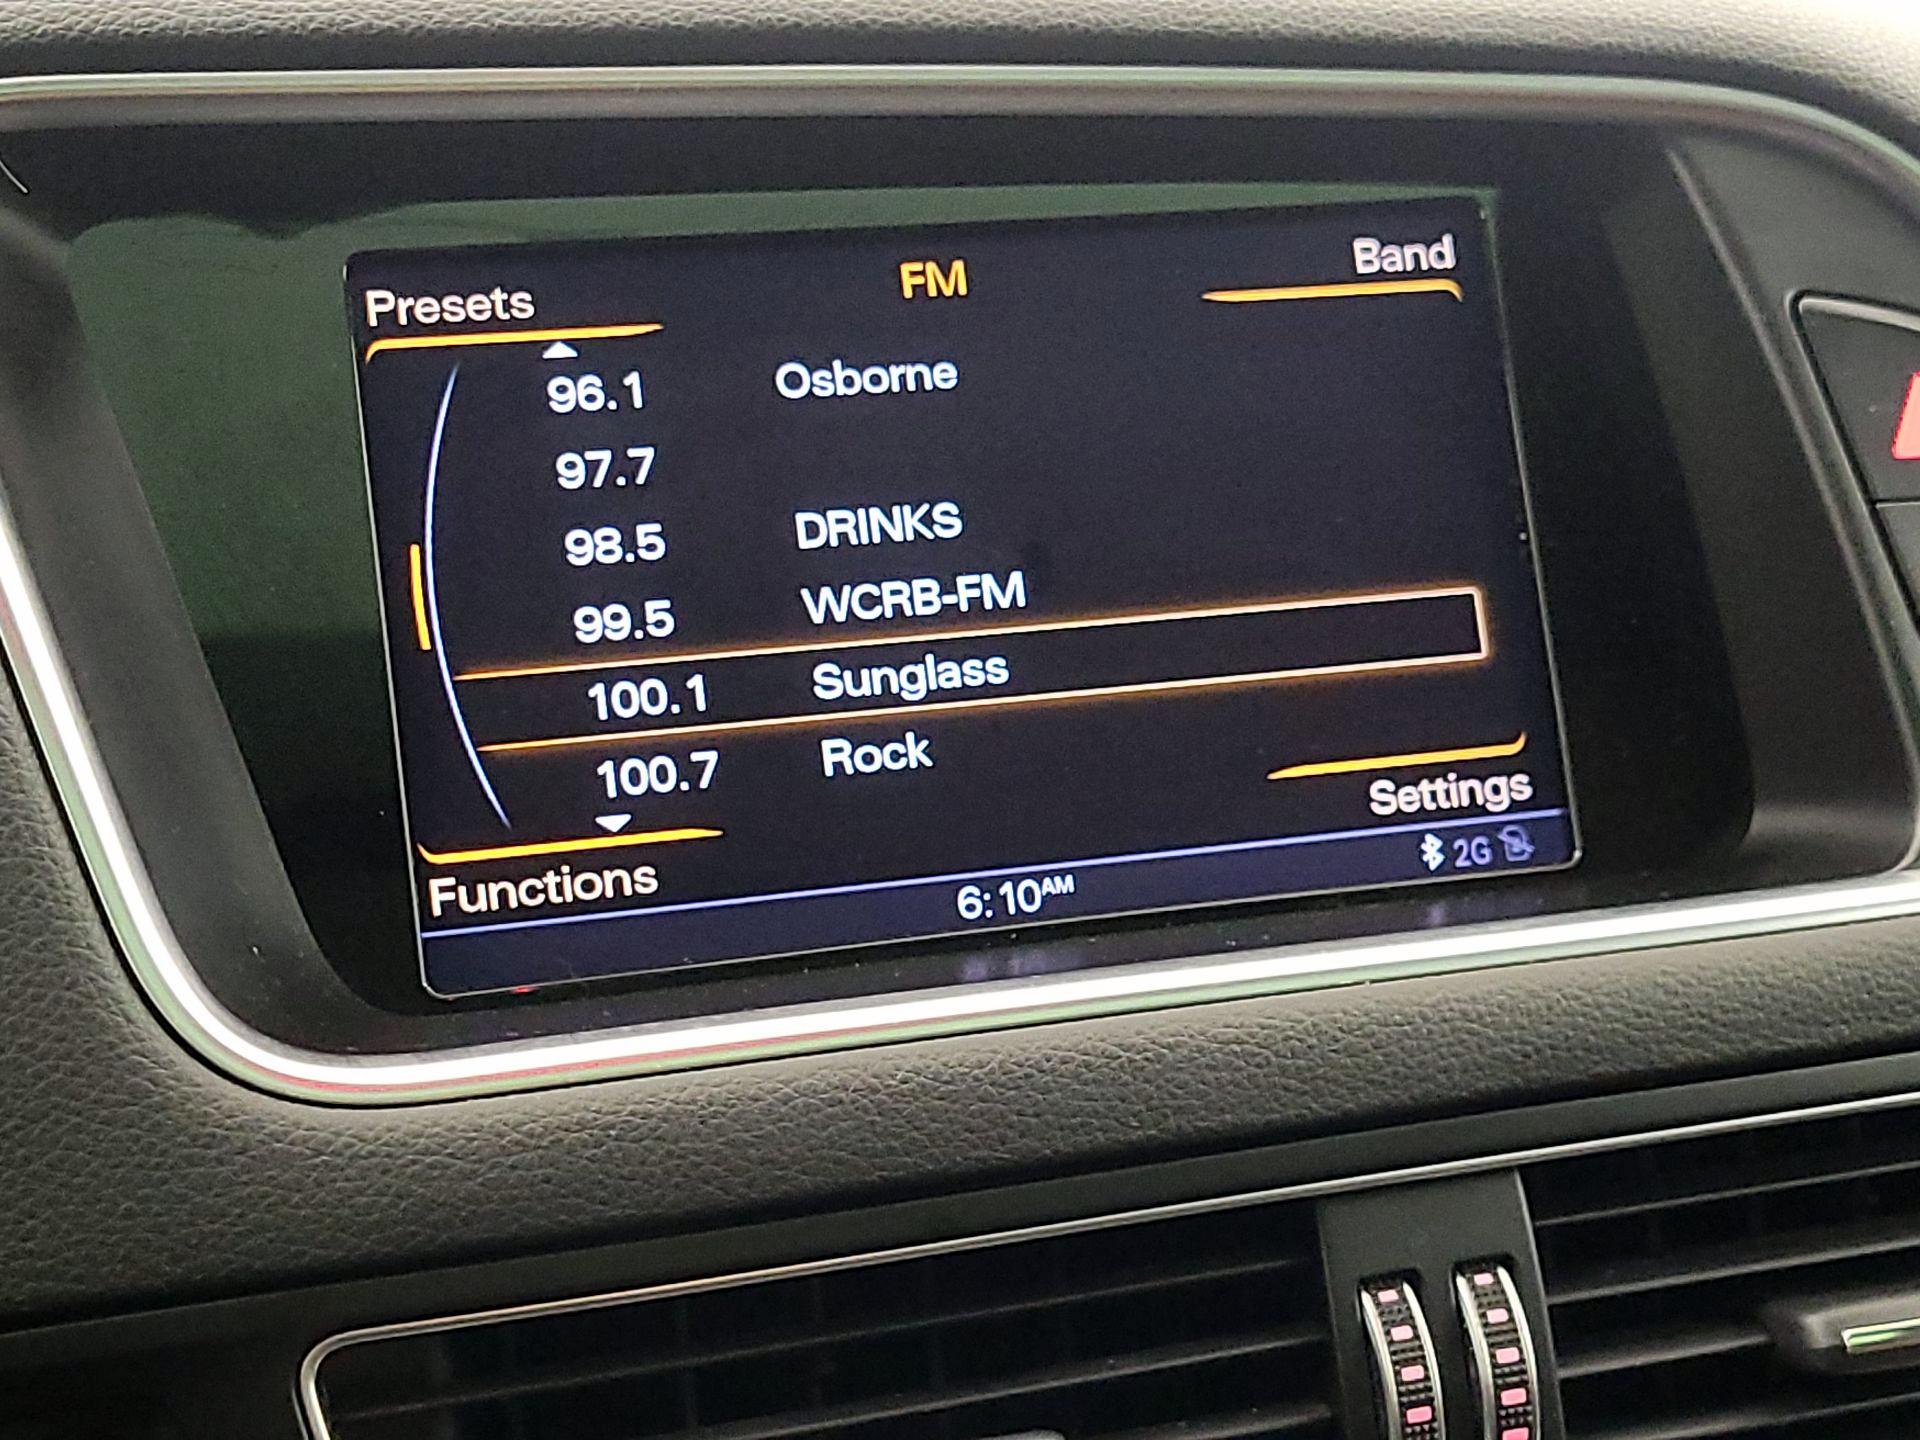 Presets FM Band
96.1 Osborne
97.7
98.5 DRINKS
99.5 WCRB-FM
100.1 Sunglass
100.7 Rock
Settings
Functions
6:10AM
2G